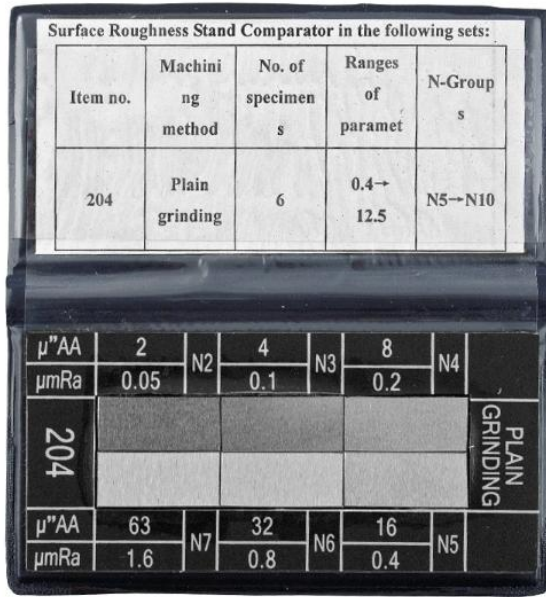 Surface Roughness Stand Comparator in the following sets:
Item no.
Machini
ng
method
No. of
specimen
s
Ranges
of
paramet
N-Group
s
204
Plain
grinding
6
0.4→
12.5
N5→N10
μ"AA 2 N2 4 N3 8 N4
μmRa 0.05 0.1 0.2
204
PLAIN
GRINDING
μ"AA 63 N7 32 N6 16 N5
μmRa 1.6 0.8 0.4